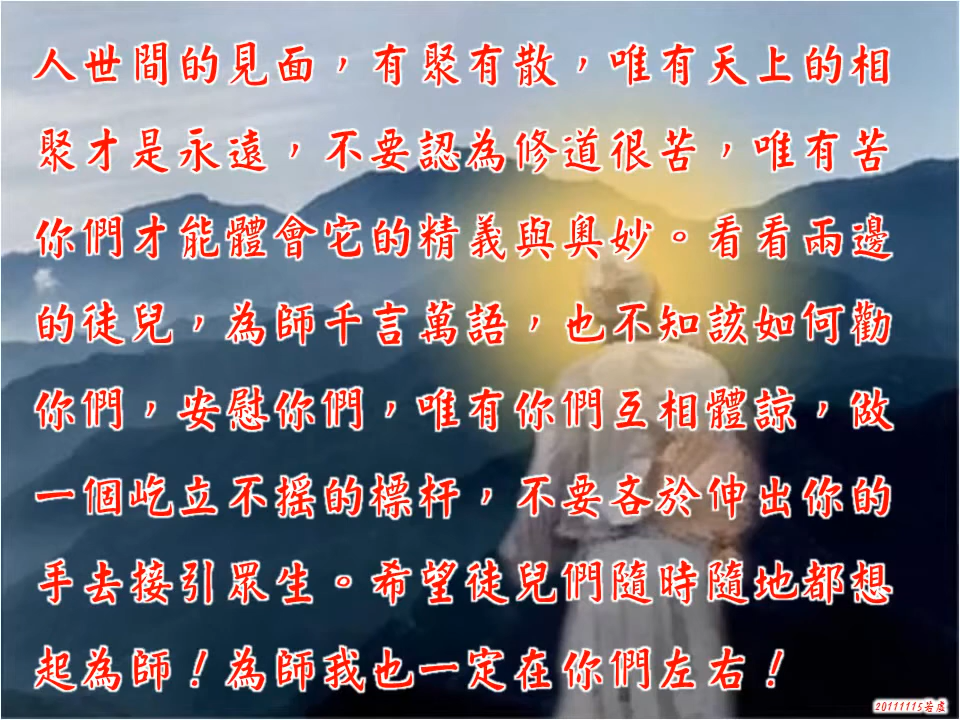 人世間的見面，有聚有散，唯有天上的相
聚才是永遠，不要認為修道很苦，唯有苦
你們才能體會它的精義與奧妙。看看兩邊
的徒兒，為師千言萬語，也不知該如何勸
你們，安慰你們，唯有你們互相體諒，做
一個屹立不搖的標杆，不要吝於伸出你的
手去接引眾生。希望徒兒們隨時隨地都想
起為師！為師我也一定在你們左右！
20111115若虛